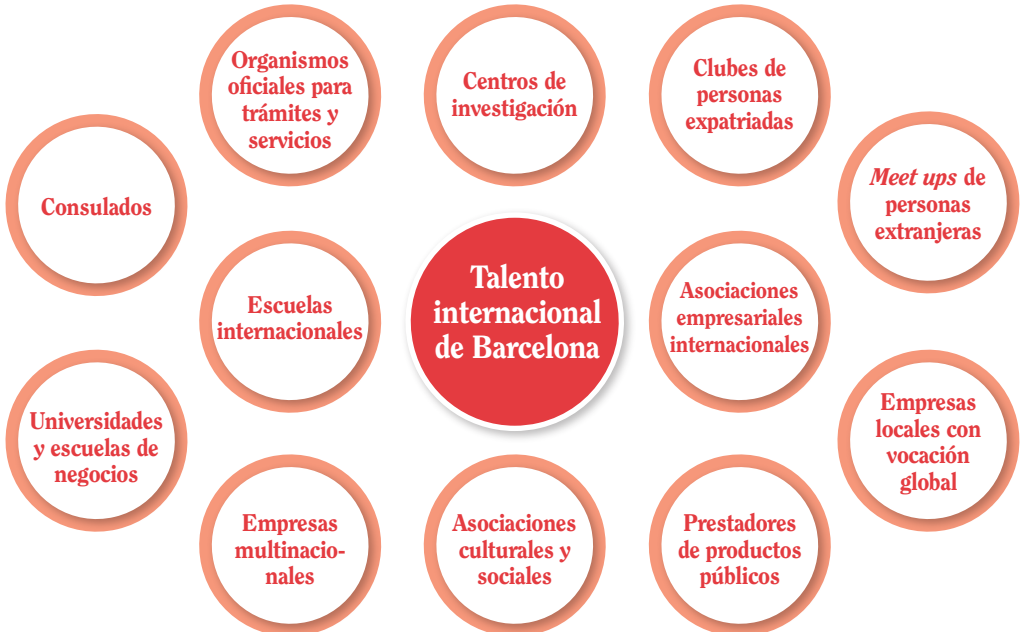 Organismos
oficiales para
trámites y
servicios
Centros de
investigación
Clubes de
personas
expatriadas
Consulados
Meet ups de
personas
extranjeras
Escuelas
internacionales
Talento
internacional
de Barcelona
Asociaciones
empresariales
internacionales
Universidades
y escuelas de
negocios
Empresas
locales con
vocación
global
Empresas
multinacio-
nales
Asociaciones
culturales y
sociales
Prestadores
de productos
públicos